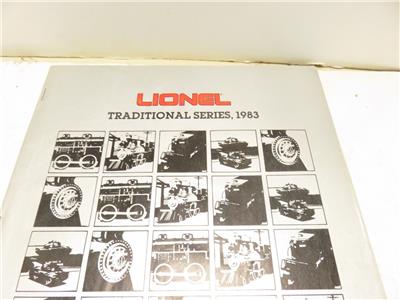 LIONEL
TRADITIONAL SERIES, 1983